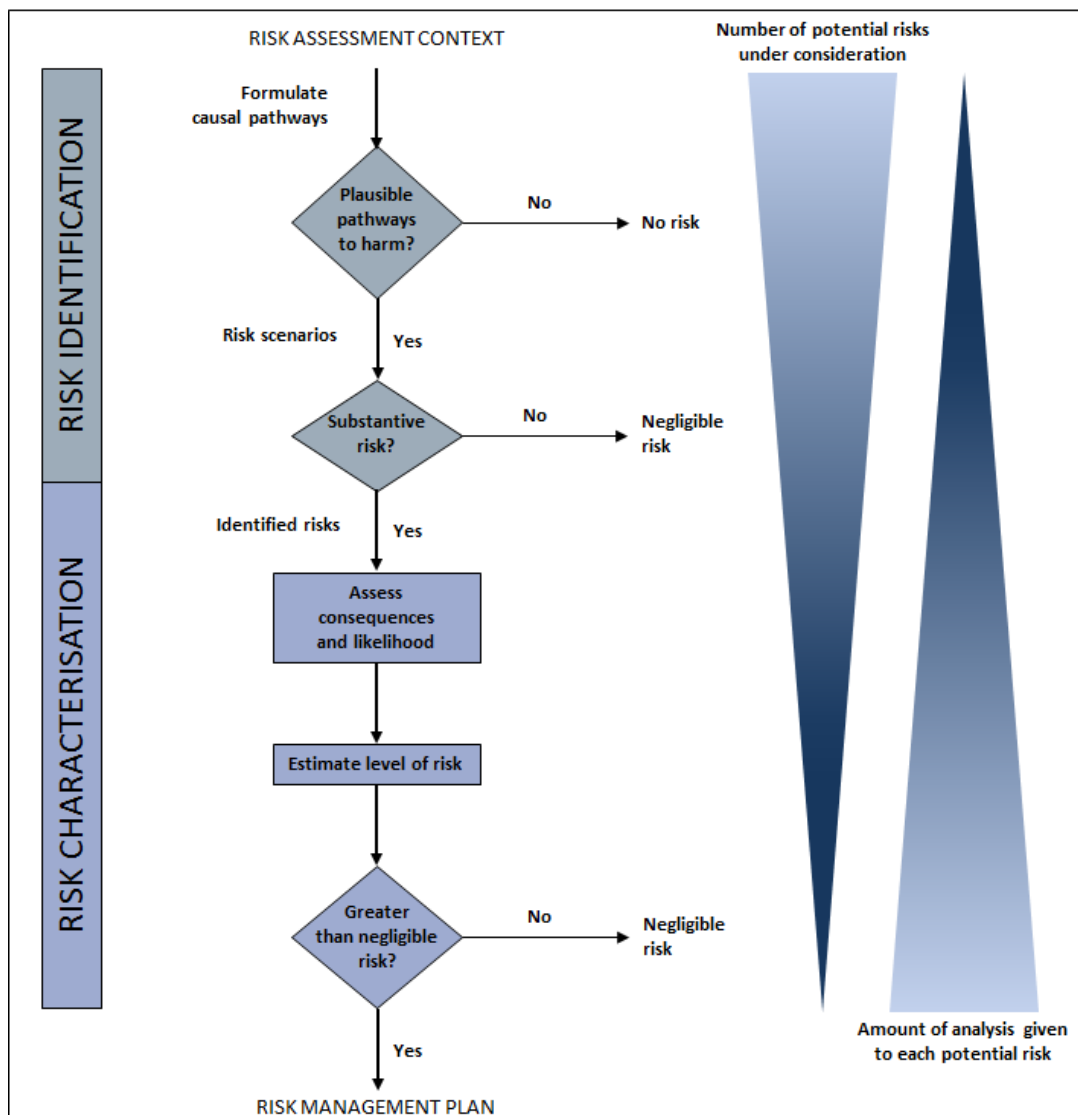 RISK ASSESSMENT CONTEXT
Number of potential risks
under consideration
RISK IDENTIFICATION
Formulate
causal pathways
Plausible
pathways
to harm?
No
No risk
Risk scenarios
Yes
Substantive
risk?
No
Negligible
risk
RISK CHARACTERISATION
Identified risks
Yes
Assess
consequences
and likelihood
Estimate level of risk
Greater
than negligible
risk?
No
Negligible
risk
Amount of analysis given
to each potential risk
Yes
RISK MANAGEMENT PLAN